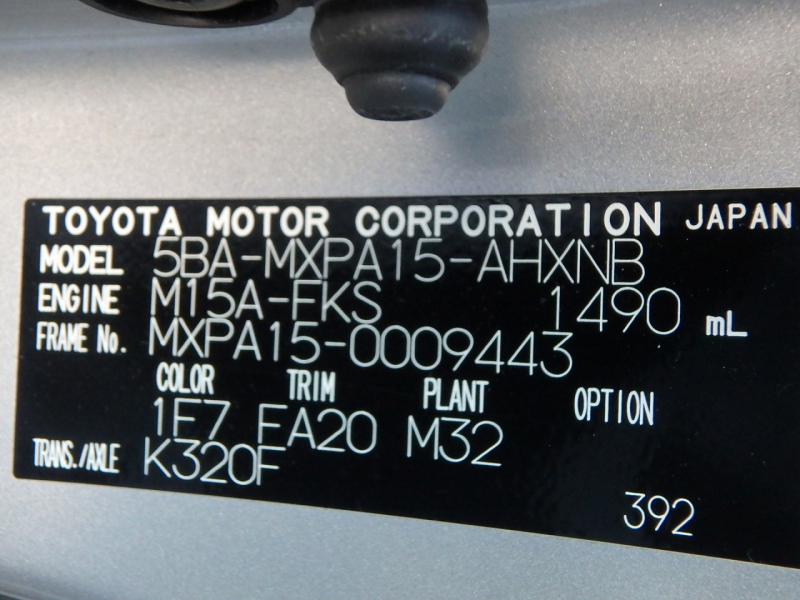 TOYOTA MOTOR CORPORATION JAPAN
MODEL 5BA-MXPA15-AHXNB
ENGINE M15A-FKS 1490 mL
FRAME No. MXPA15-0009443
COLOR TRIM PLANT OPTION
1F7 FA20 M32
TRANS./AXLE K320F
392